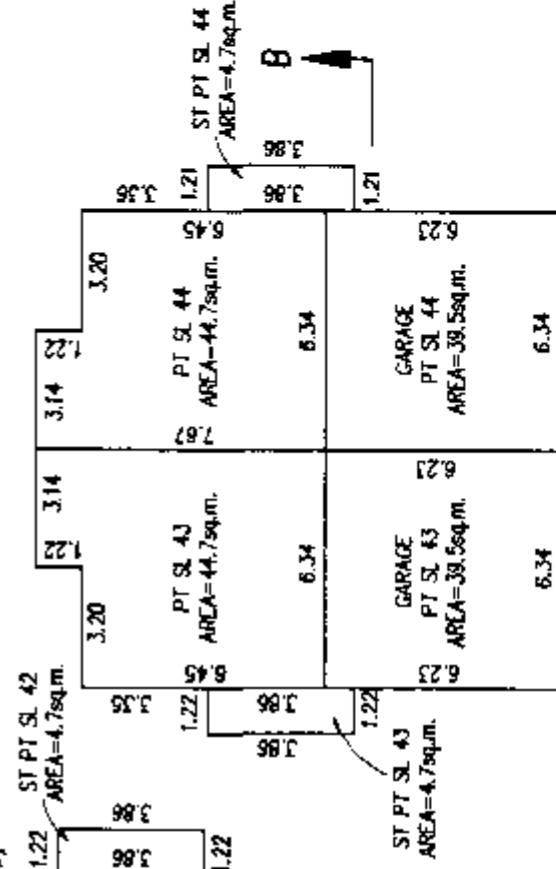 ST PT SL 44
AREA=4.7sq.m.
B
3.86
3.86
1.21
1.21
3.36
6.45
3.20
1.22
3.14
PT SL 44
AREA=44.7sq.m.
7.67
6.34
3.14
1.22
3.20
PT SL 43
AREA=44.7sq.m.
6.34
6.45
3.35
1.22
3.86
3.86
1.22
ST PT SL 42
AREA=4.7sq.m.
1.22
3.86
3.86
1.22
ST PT SL 43
AREA=4.7sq.m.
6.23
GARAGE
PT SL 43
AREA=39.5sq.m.
6.23
6.34
GARAGE
PT SL 44
AREA=39.5sq.m.
6.23
6.34